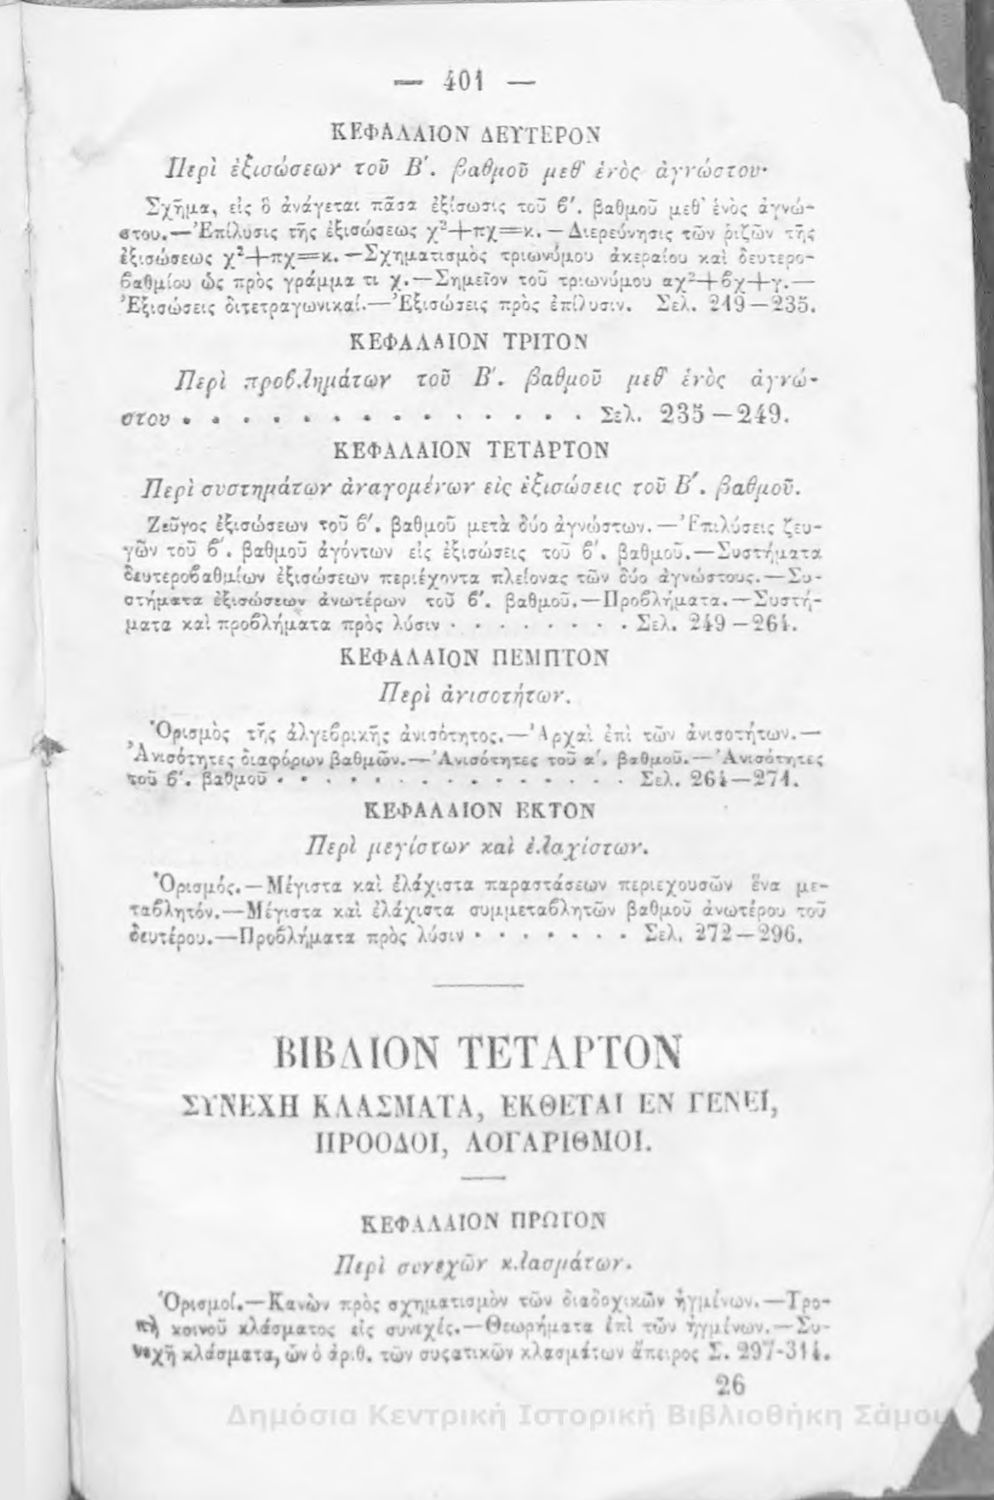 — 401 —
ΚΕΦΑΛΑΙΟΝ ΔΕΥΤΕΡΟΝ
Περὶ ἐξισώσεων τοῦ Β΄. βαθμοῦ μεθ' ἑνὸς ἀγνώστου·
Σχῆμα, εἰς ὃ ἀνάγεται πᾶσα ἐξίσωσις τοῦ ϐ΄. βαθμοῦ μεθ' ἑνὸς ἀγνώ-
στου.—Ἐπίλυσις τῆς ἐξισώσεως χ²+πχ=κ.—Διερεύνησις τῶν ῥιζῶν τῆς
ἐξισώσεως χ²+πχ=κ.—Σχηματισμὸς τριωνύμου ἀκεραίου καὶ δευτερο-
ϐαθμίου ὡς πρὸς γράμμα τι χ.—Σημεῖον τοῦ τριωνύμου αχ²+ϐχ+γ.—
Ἐξισώσεις διτετραγωνικαί.—Ἐξισώσεις πρὸς ἐπίλυσιν. Σελ. 219—235.
ΚΕΦΑΛΑΙΟΝ ΤΡΙΤΟΝ
Περὶ προϐλημάτων τοῦ Β΄. βαθμοῦ μεθ' ἑνὸς ἀγνώ-
στου . . . . . . . . . . . . . . Σελ. 235—249.
ΚΕΦΑΛΑΙΟΝ ΤΕΤΑΡΤΟΝ
Περὶ συστημάτων ἀναγομένων εἰς ἐξισώσεις τοῦ Β΄. βαθμοῦ.
Ζεῦγος ἐξισώσεων τοῦ ϐ΄. βαθμοῦ μετὰ δύο ἀγνώστων.—Ἐπιλύσεις ζευ-
γῶν τοῦ ϐ΄. βαθμοῦ ἀγόντων εἰς ἐξισώσεις τοῦ ϐ΄. βαθμοῦ.—Συστήματα
δευτεροϐαθμίων ἐξισώσεων περιέχοντα πλείονας τῶν δύο ἀγνώστους.—Συ-
στήματα ἐξισώσεων ἀνωτέρων τοῦ ϐ΄. βαθμοῦ.—Προϐλήματα.—Συστή-
ματα καὶ προϐλήματα πρὸς λύσιν . . . . . . . . Σελ. 249—264.
ΚΕΦΑΛΑΙΟΝ ΠΕΜΠΤΟΝ
Περὶ ἀνισοτήτων.
Ὁρισμὸς τῆς ἀλγεϐρικῆς ἀνισότητος.—Ἀρχαὶ ἐπὶ τῶν ἀνισοτήτων.—
Ἀνισότητες διαφόρων βαθμῶν.—Ἀνισότητες τοῦ α΄. βαθμοῦ.—Ἀνισότητες
τοῦ ϐ΄. βαθμοῦ . . . . . . . . . . . . . . . Σελ. 264—271.
ΚΕΦΑΛΑΙΟΝ ΕΚΤΟΝ
Περὶ μεγίστων καὶ ἐλαχίστων.
Ὁρισμός.—Μέγιστα καὶ ἐλάχιστα παραστάσεων περιεχουσῶν ἕνα με-
ταϐλητόν.—Μέγιστα καὶ ἐλάχιστα συμμεταϐλητῶν βαθμοῦ ἀνωτέρου τοῦ
δευτέρου.—Προϐλήματα πρὸς λύσιν . . . . . . . Σελ. 272—296.
ΒΙΒΛΙΟΝ ΤΕΤΑΡΤΟΝ
ΣΥΝΕΧΗ ΚΛΑΣΜΑΤΑ, ΕΚΘΕΤΑΙ ΕΝ ΓΕΝΕΙ,
ΠΡΟΟΔΟΙ, ΛΟΓΑΡΙΘΜΟΙ.
ΚΕΦΑΛΑΙΟΝ ΠΡΩΤΟΝ
Περὶ συνεχῶν κλασμάτων.
Ὁρισμοί.—Κανὼν πρὸς σχηματισμὸν τῶν διαδοχικῶν ἠγμένων.—Τρο-
πὴ κοινοῦ κλάσματος εἰς συνεχές.—Θεωρήματα ἐπὶ τῶν ἠγμένων.—Συ-
νεχῆ κλάσματα, ὧν ὁ ἀριθ. τῶν συστατικῶν κλασμάτων ἄπειρος Σ. 297-314.
26
Δημόσια Κεντρική Ιστορική Βιβλιοθήκη Σάμου